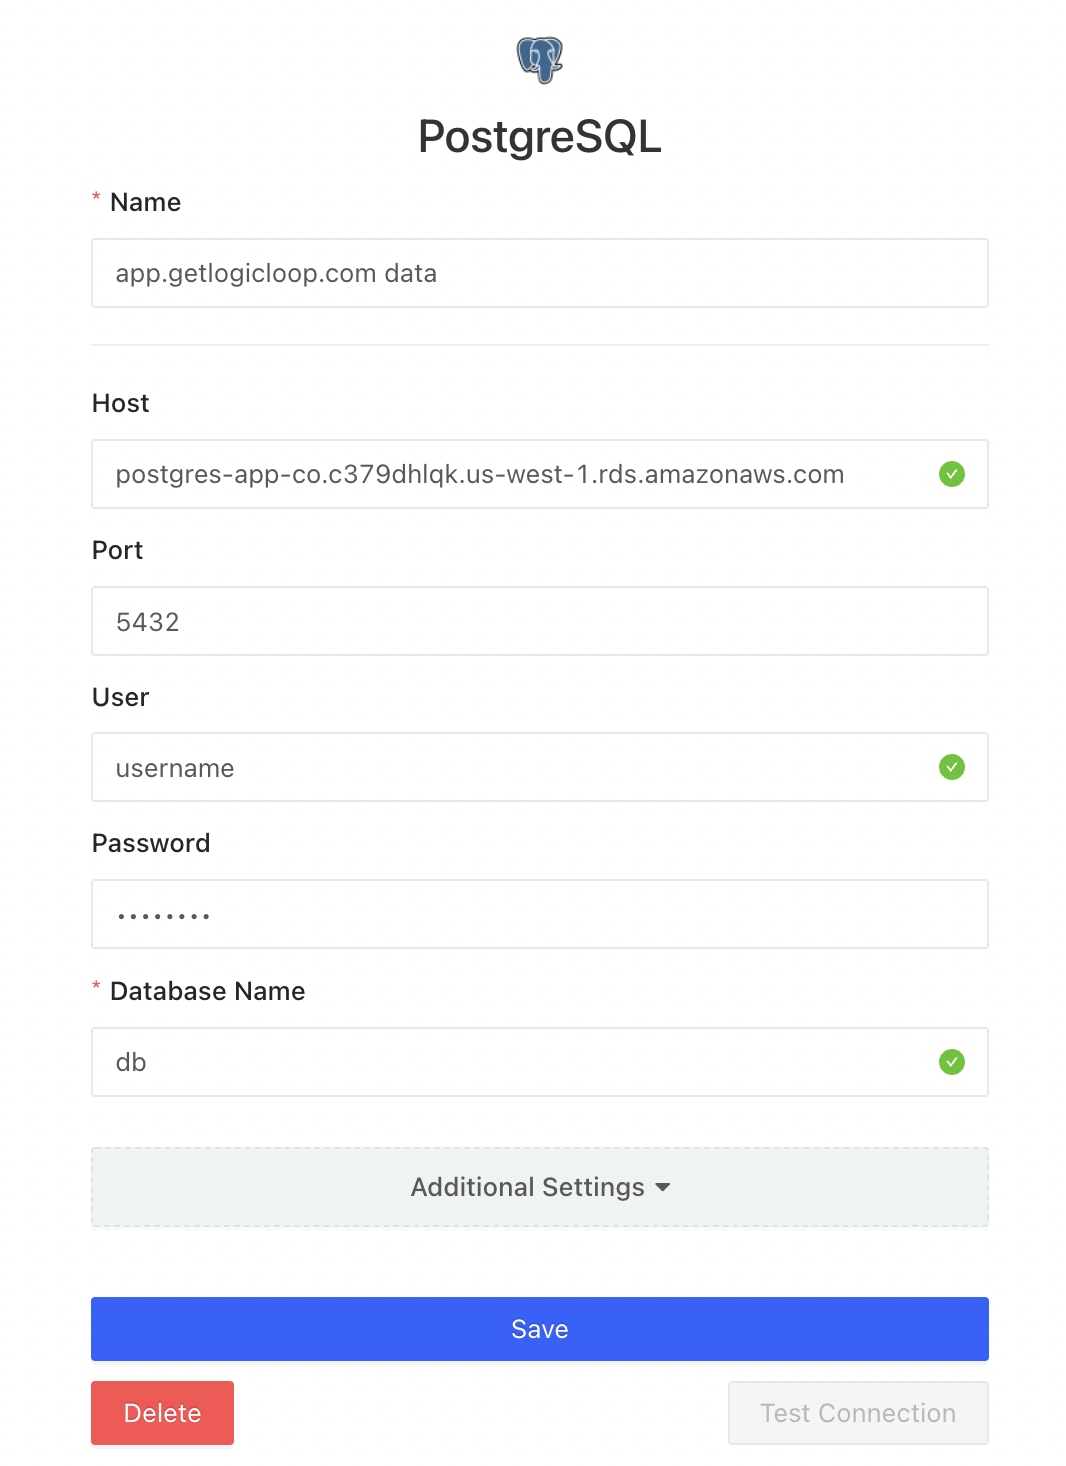 PostgreSQL
* Name
app.getlogicloop.com data
Host
postgres-app-co.c379dhlqk.us-west-1.rds.amazonaws.com
Port
5432
User
username
Password
••••••••
* Database Name
db
Additional Settings
Save
Delete
Test Connection